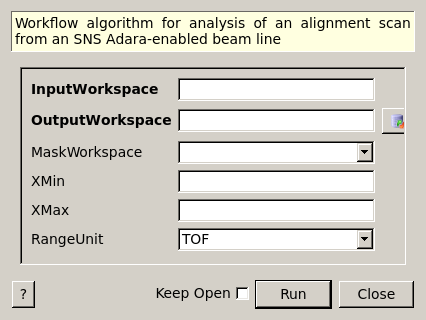 Workflow algorithm for analysis of an alignment scan
from an SNS Adara-enabled beam line
InputWorkspace
OutputWorkspace
MaskWorkspace
XMin
XMax
RangeUnit TOF
? Keep Open Run Close